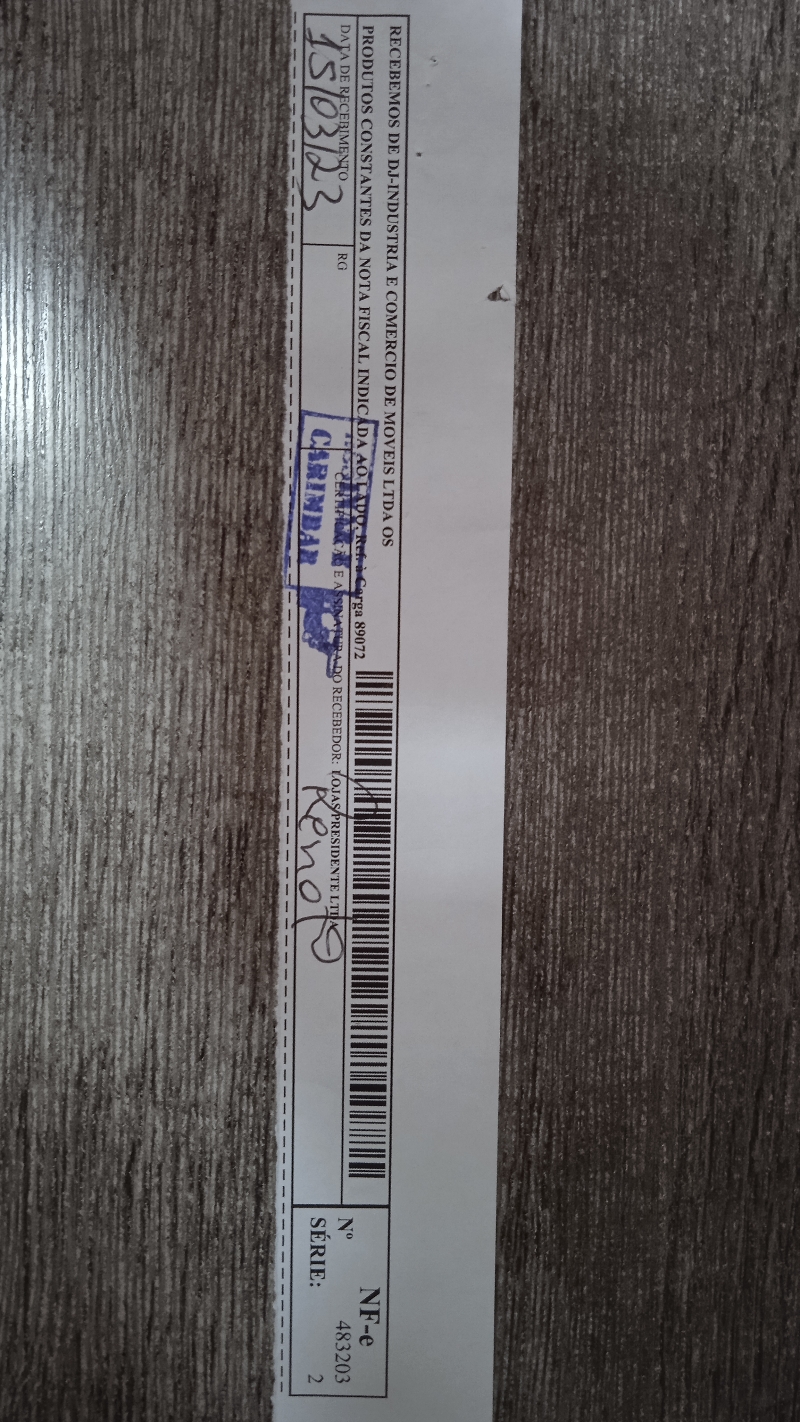 RECEBEMOS DE DJ-INDUSTRIA E COMERCIO DE MOVEIS LTDA OS
PRODUTOS CONSTANTES DA NOTA FISCAL INDICADA AO LADO. Ref. à Carga 89072
DATA DE RECEBIMENTO
15/03/23
RG
CERTIFICAÇÃO E ASSINATURA DO RECEBEDOR: LOJAS PRESIDENTE LTDA
CARIMBAR
Renato
NF-e
Nº 483203
SÉRIE: 2